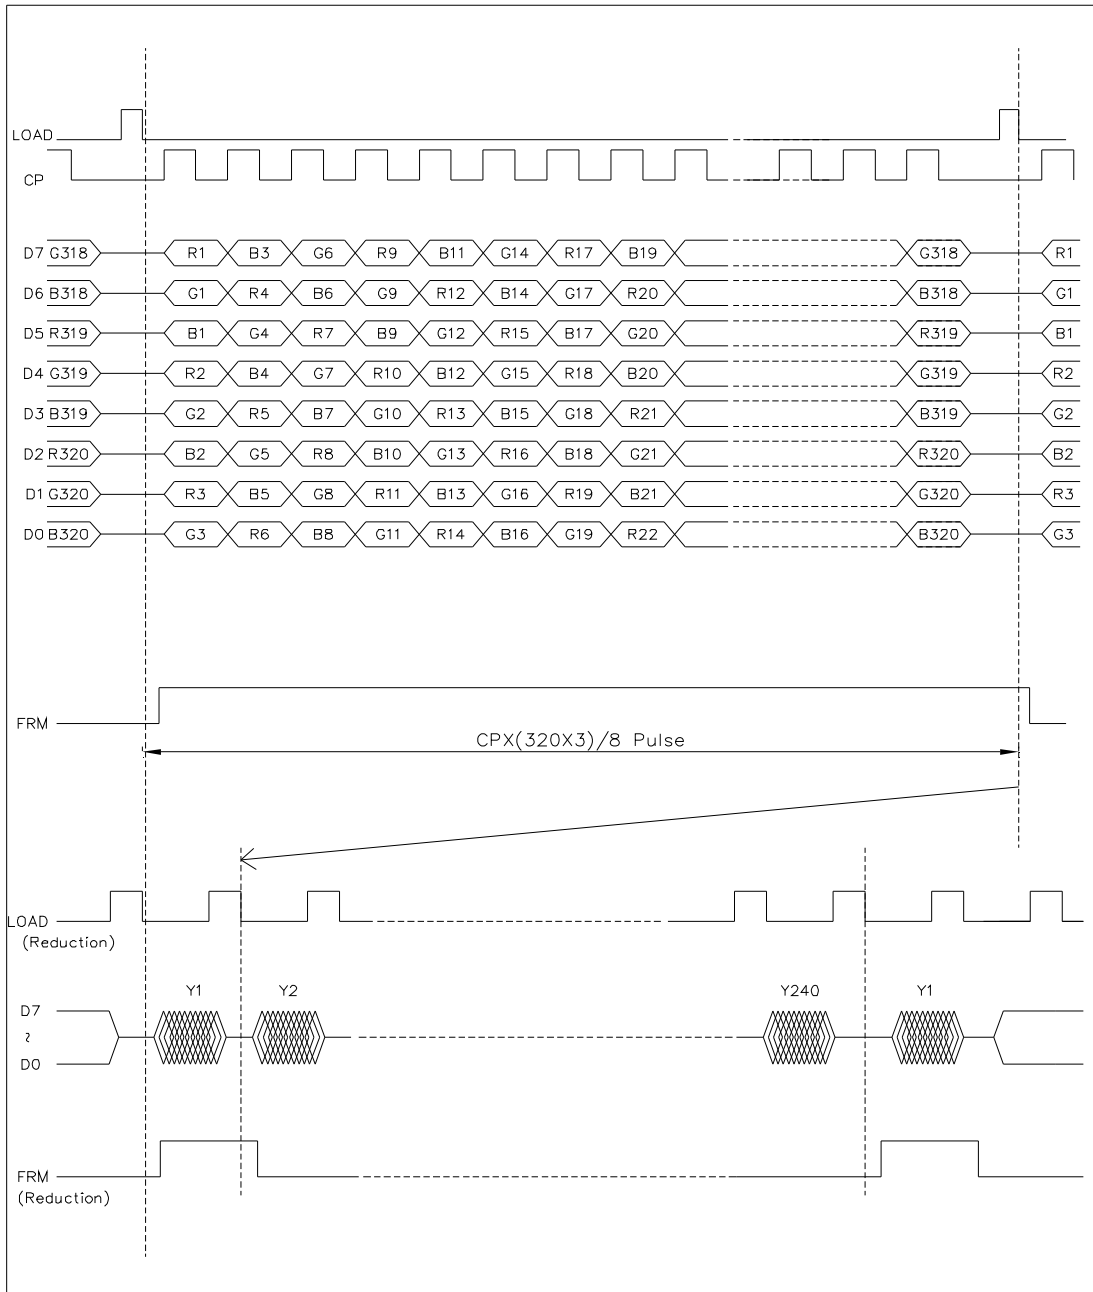 LOAD
CP
D7 G318 R1 B3 G6 R9 B11 G14 R17 B19 G318 R1
D6 B318 G1 R4 B6 G9 R12 B14 G17 R20 B318 G1
D5 R319 B1 G4 R7 B9 G12 R15 B17 G20 R319 B1
D4 G319 R2 B4 G7 R10 B12 G15 R18 B20 G319 R2
D3 B319 G2 R5 B7 G10 R13 B15 G18 R21 B319 G2
D2 R320 B2 G5 R8 B10 G13 R16 B18 G21 R320 B2
D1 G320 R3 B5 G8 R11 B13 G16 R19 B21 G320 R3
D0 B320 G3 R6 B8 G11 R14 B16 G19 R22 B320 G3
FRM
CPX(320X3)/8 Pulse
LOAD
(Reduction)
Y1 Y2 Y240 Y1
D7
~
D0
FRM
(Reduction)